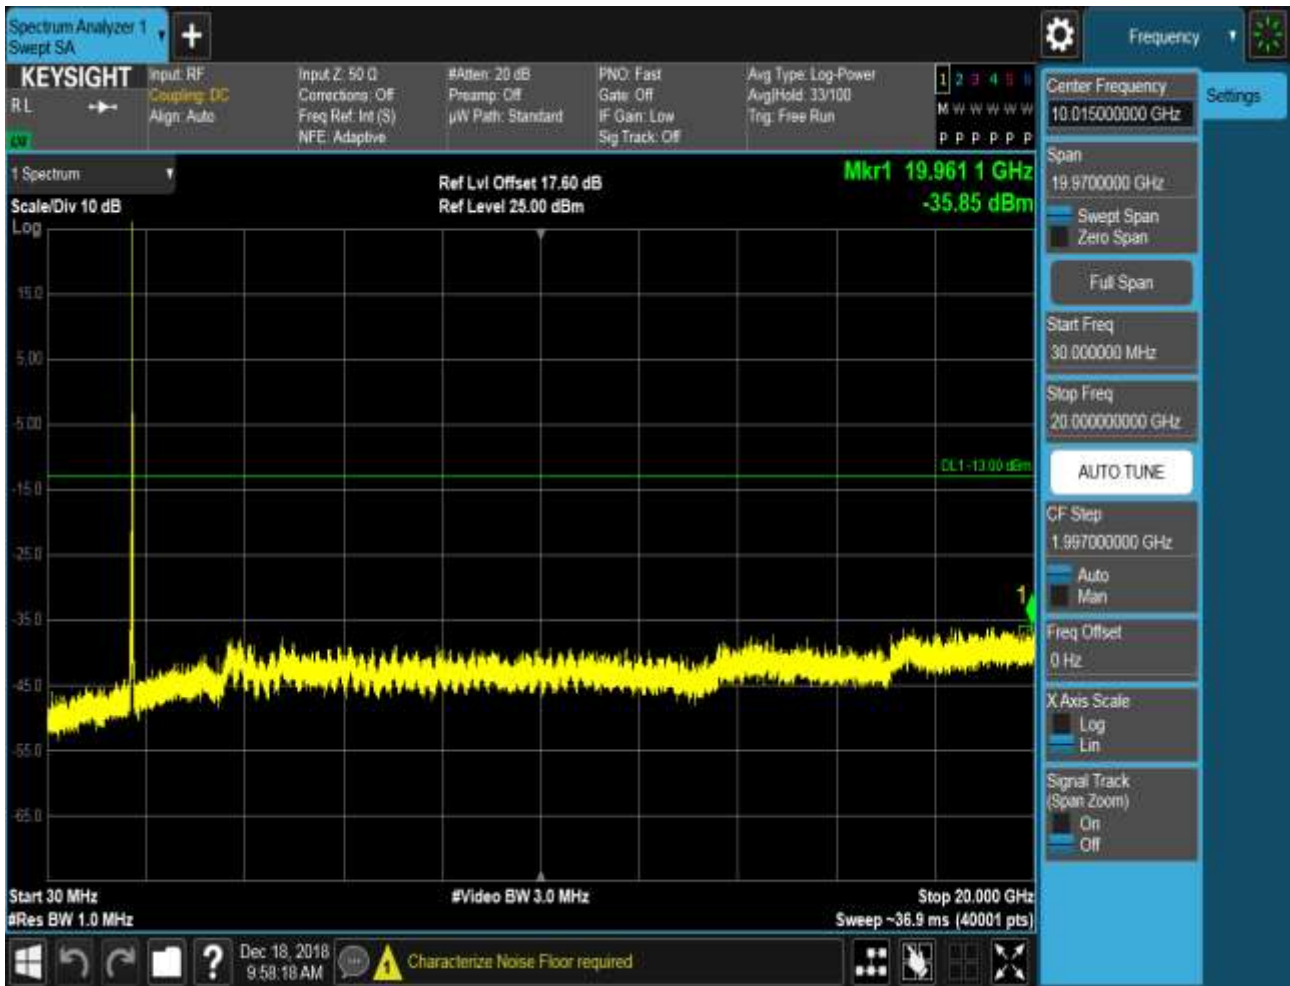 Spectrum Analyzer 1
Swept SA
Frequency
KEYSIGHT
R L
Input: RF
Coupling: DC
Align: Auto
Input Z: 50 Ω
Corrections: Off
Freq Ref: Int (S)
NFE: Adaptive
#Atten: 20 dB
Preamp: Off
µW Path: Standard
PNO: Fast
Gate: Off
IF Gain: Low
Sig Track: Off
Avg Type: Log-Power
Avg|Hold: 33/100
Trig: Free Run
1 2 3 4 5 6
M W W W W W
P P P P P P
Center Frequency
10.015000000 GHz
Settings
1 Spectrum
Scale/Div 10 dB
Log
Ref Lvl Offset 17.60 dB
Ref Level 25.00 dBm
Mkr1 19.961 1 GHz
-35.85 dBm
Span
19.9700000 GHz
Swept Span
Zero Span
Full Span
Start Freq
30.000000 MHz
Stop Freq
20.000000000 GHz
AUTO TUNE
CF Step
1.997000000 GHz
Auto
Man
Freq Offset
0 Hz
X Axis Scale
Log
Lin
Signal Track
(Span Zoom)
On
Off
15.0
5.00
-5.00
-15.0
-25.0
-35.0
-45.0
-55.0
-65.0
DL1 -13.00 dBm
1
Start 30 MHz
#Video BW 3.0 MHz
Stop 20.000 GHz
#Res BW 1.0 MHz
Sweep ~36.9 ms (40001 pts)
?
Dec 18, 2018
9:58:18 AM
1
Characterize Noise Floor required